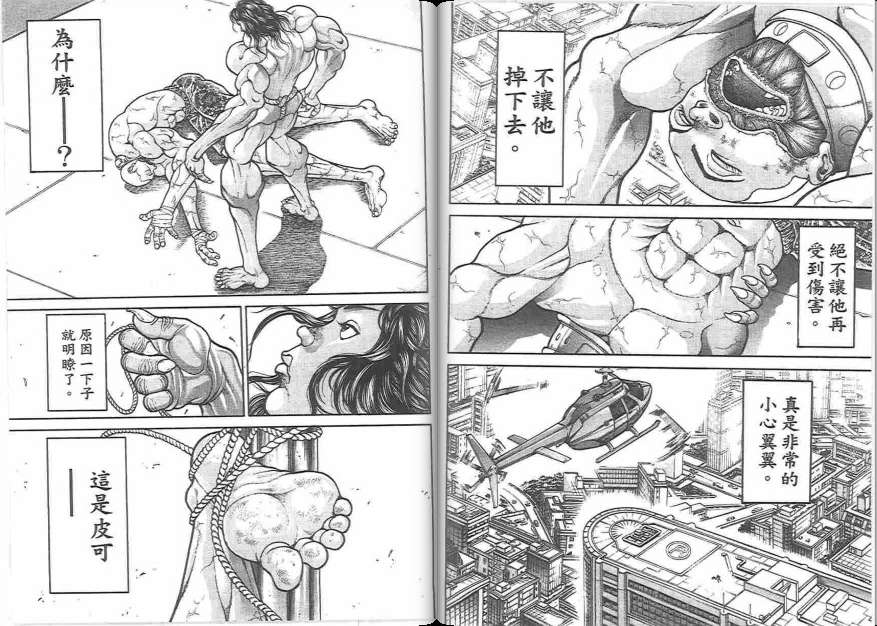 不讓他
掉下去。
絕不讓他再
受到傷害。
真是非常的
小心翼翼。
為什麼——？
原因一下子
就明瞭了。
這是皮可
——